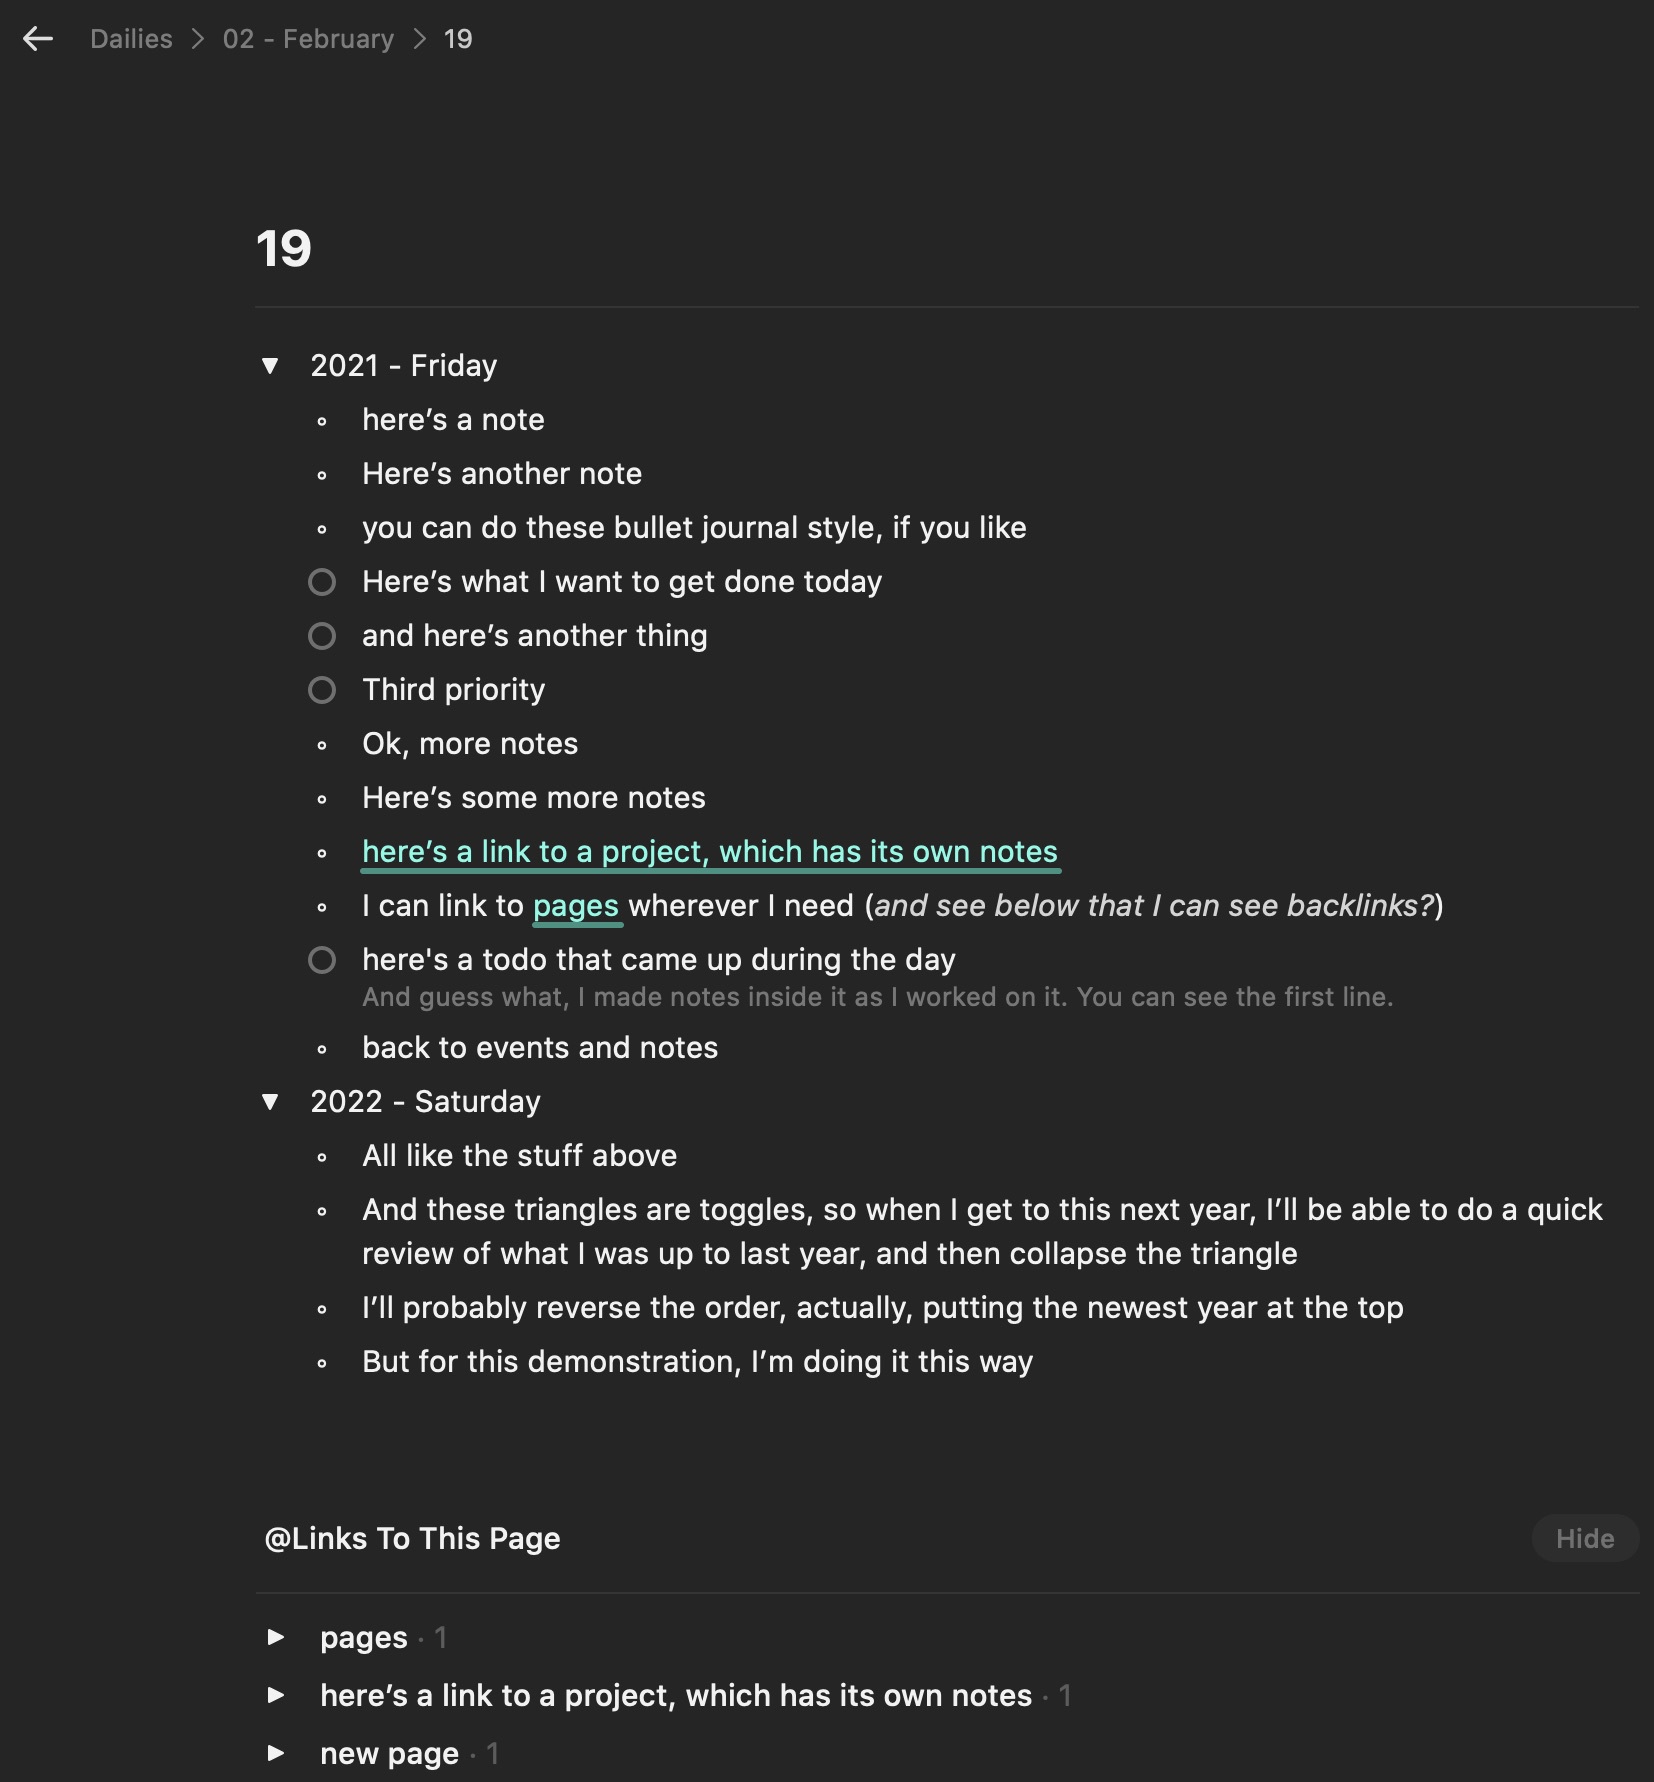 Dailies > 02 - February > 19
19
2021 - Friday
here’s a note
Here’s another note
you can do these bullet journal style, if you like
Here’s what I want to get done today
and here’s another thing
Third priority
Ok, more notes
Here’s some more notes
here’s a link to a project, which has its own notes
I can link to pages wherever I need (and see below that I can see backlinks?)
here's a todo that came up during the day
And guess what, I made notes inside it as I worked on it. You can see the first line.
back to events and notes
2022 - Saturday
All like the stuff above
And these triangles are toggles, so when I get to this next year, I’ll be able to do a quick
review of what I was up to last year, and then collapse the triangle
I’ll probably reverse the order, actually, putting the newest year at the top
But for this demonstration, I’m doing it this way
@Links To This Page
Hide
pages · 1
here’s a link to a project, which has its own notes · 1
new page · 1